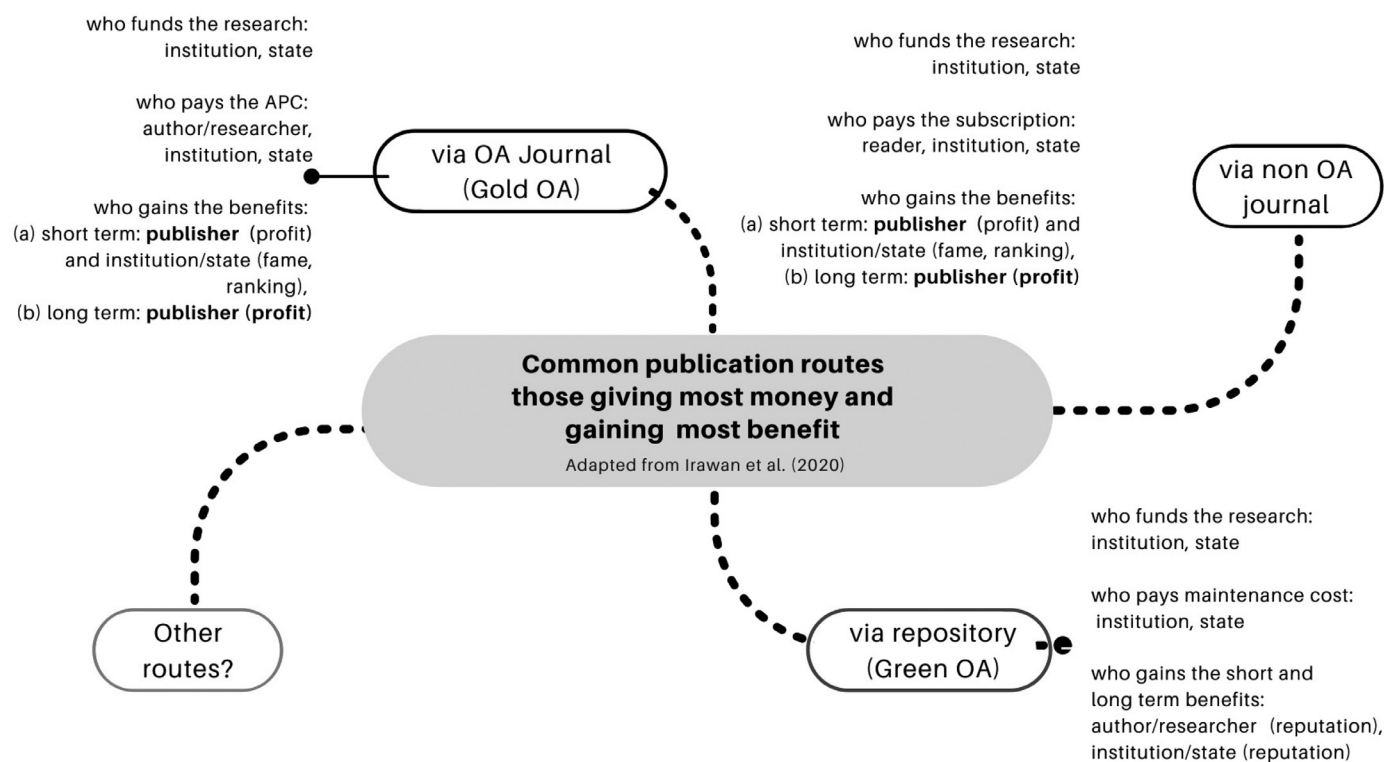 who funds the research:
institution, state
who pays the APC:
author/researcher,
institution, state
who gains the benefits:
(a) short term: publisher (profit)
and institution/state (fame,
ranking),
(b) long term: publisher (profit)
via OA Journal
(Gold OA)
who funds the research:
institution, state
who pays the subscription:
reader, institution, state
who gains the benefits:
(a) short term: publisher (profit) and
institution/state (fame, ranking),
(b) long term: publisher (profit)
via non OA
journal
Common publication routes
those giving most money and
gaining most benefit
Adapted from Irawan et al. (2020)
Other
routes?
via repository
(Green OA)
who funds the research:
institution, state
who pays maintenance cost:
institution, state
who gains the short and
long term benefits:
author/researcher (reputation),
institution/state (reputation)